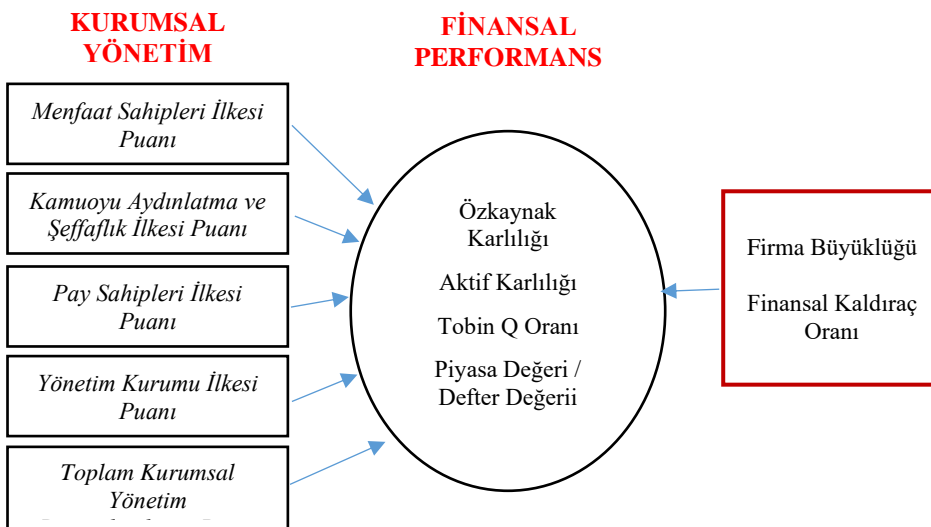 KURUMSAL
YÖNETİM
FİNANSAL
PERFORMANS
Menfaat Sahipleri İlkesi
Puanı
Kamuoyu Aydınlatma ve
Şeffaflık İlkesi Puanı
Pay Sahipleri İlkesi
Puanı
Yönetim Kurumu İlkesi
Puanı
Toplam Kurumsal
Yönetim
Özkaynak
Karlılığı
Aktif Karlılığı
Tobin Q Oranı
Piyasa Değeri /
Defter Değerii
Firma Büyüklüğü
Finansal Kaldıraç
Oranı